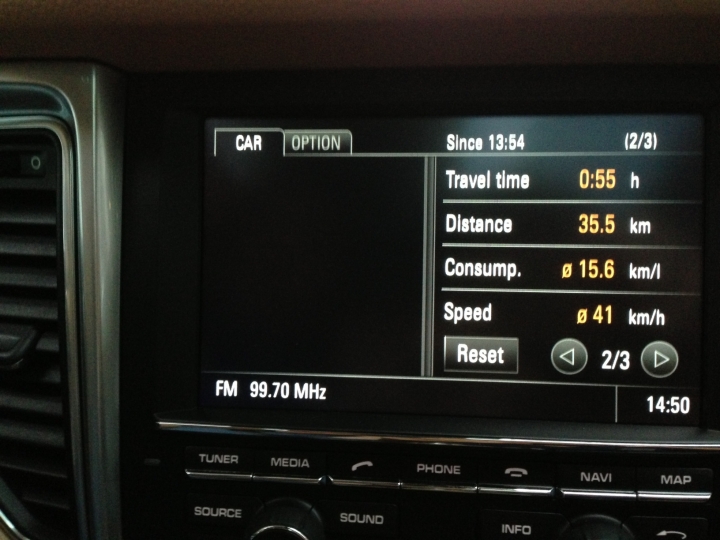 CAR OPTION Since 13:54 (2/3)
Travel time 0:55 h
Distance 35.5 km
Consump. ø 15.6 km/l
Speed ø 41 km/h
Reset 2/3
FM 99.70 MHz
14:50
TUNER MEDIA PHONE NAVI MAP
SOURCE SOUND INFO